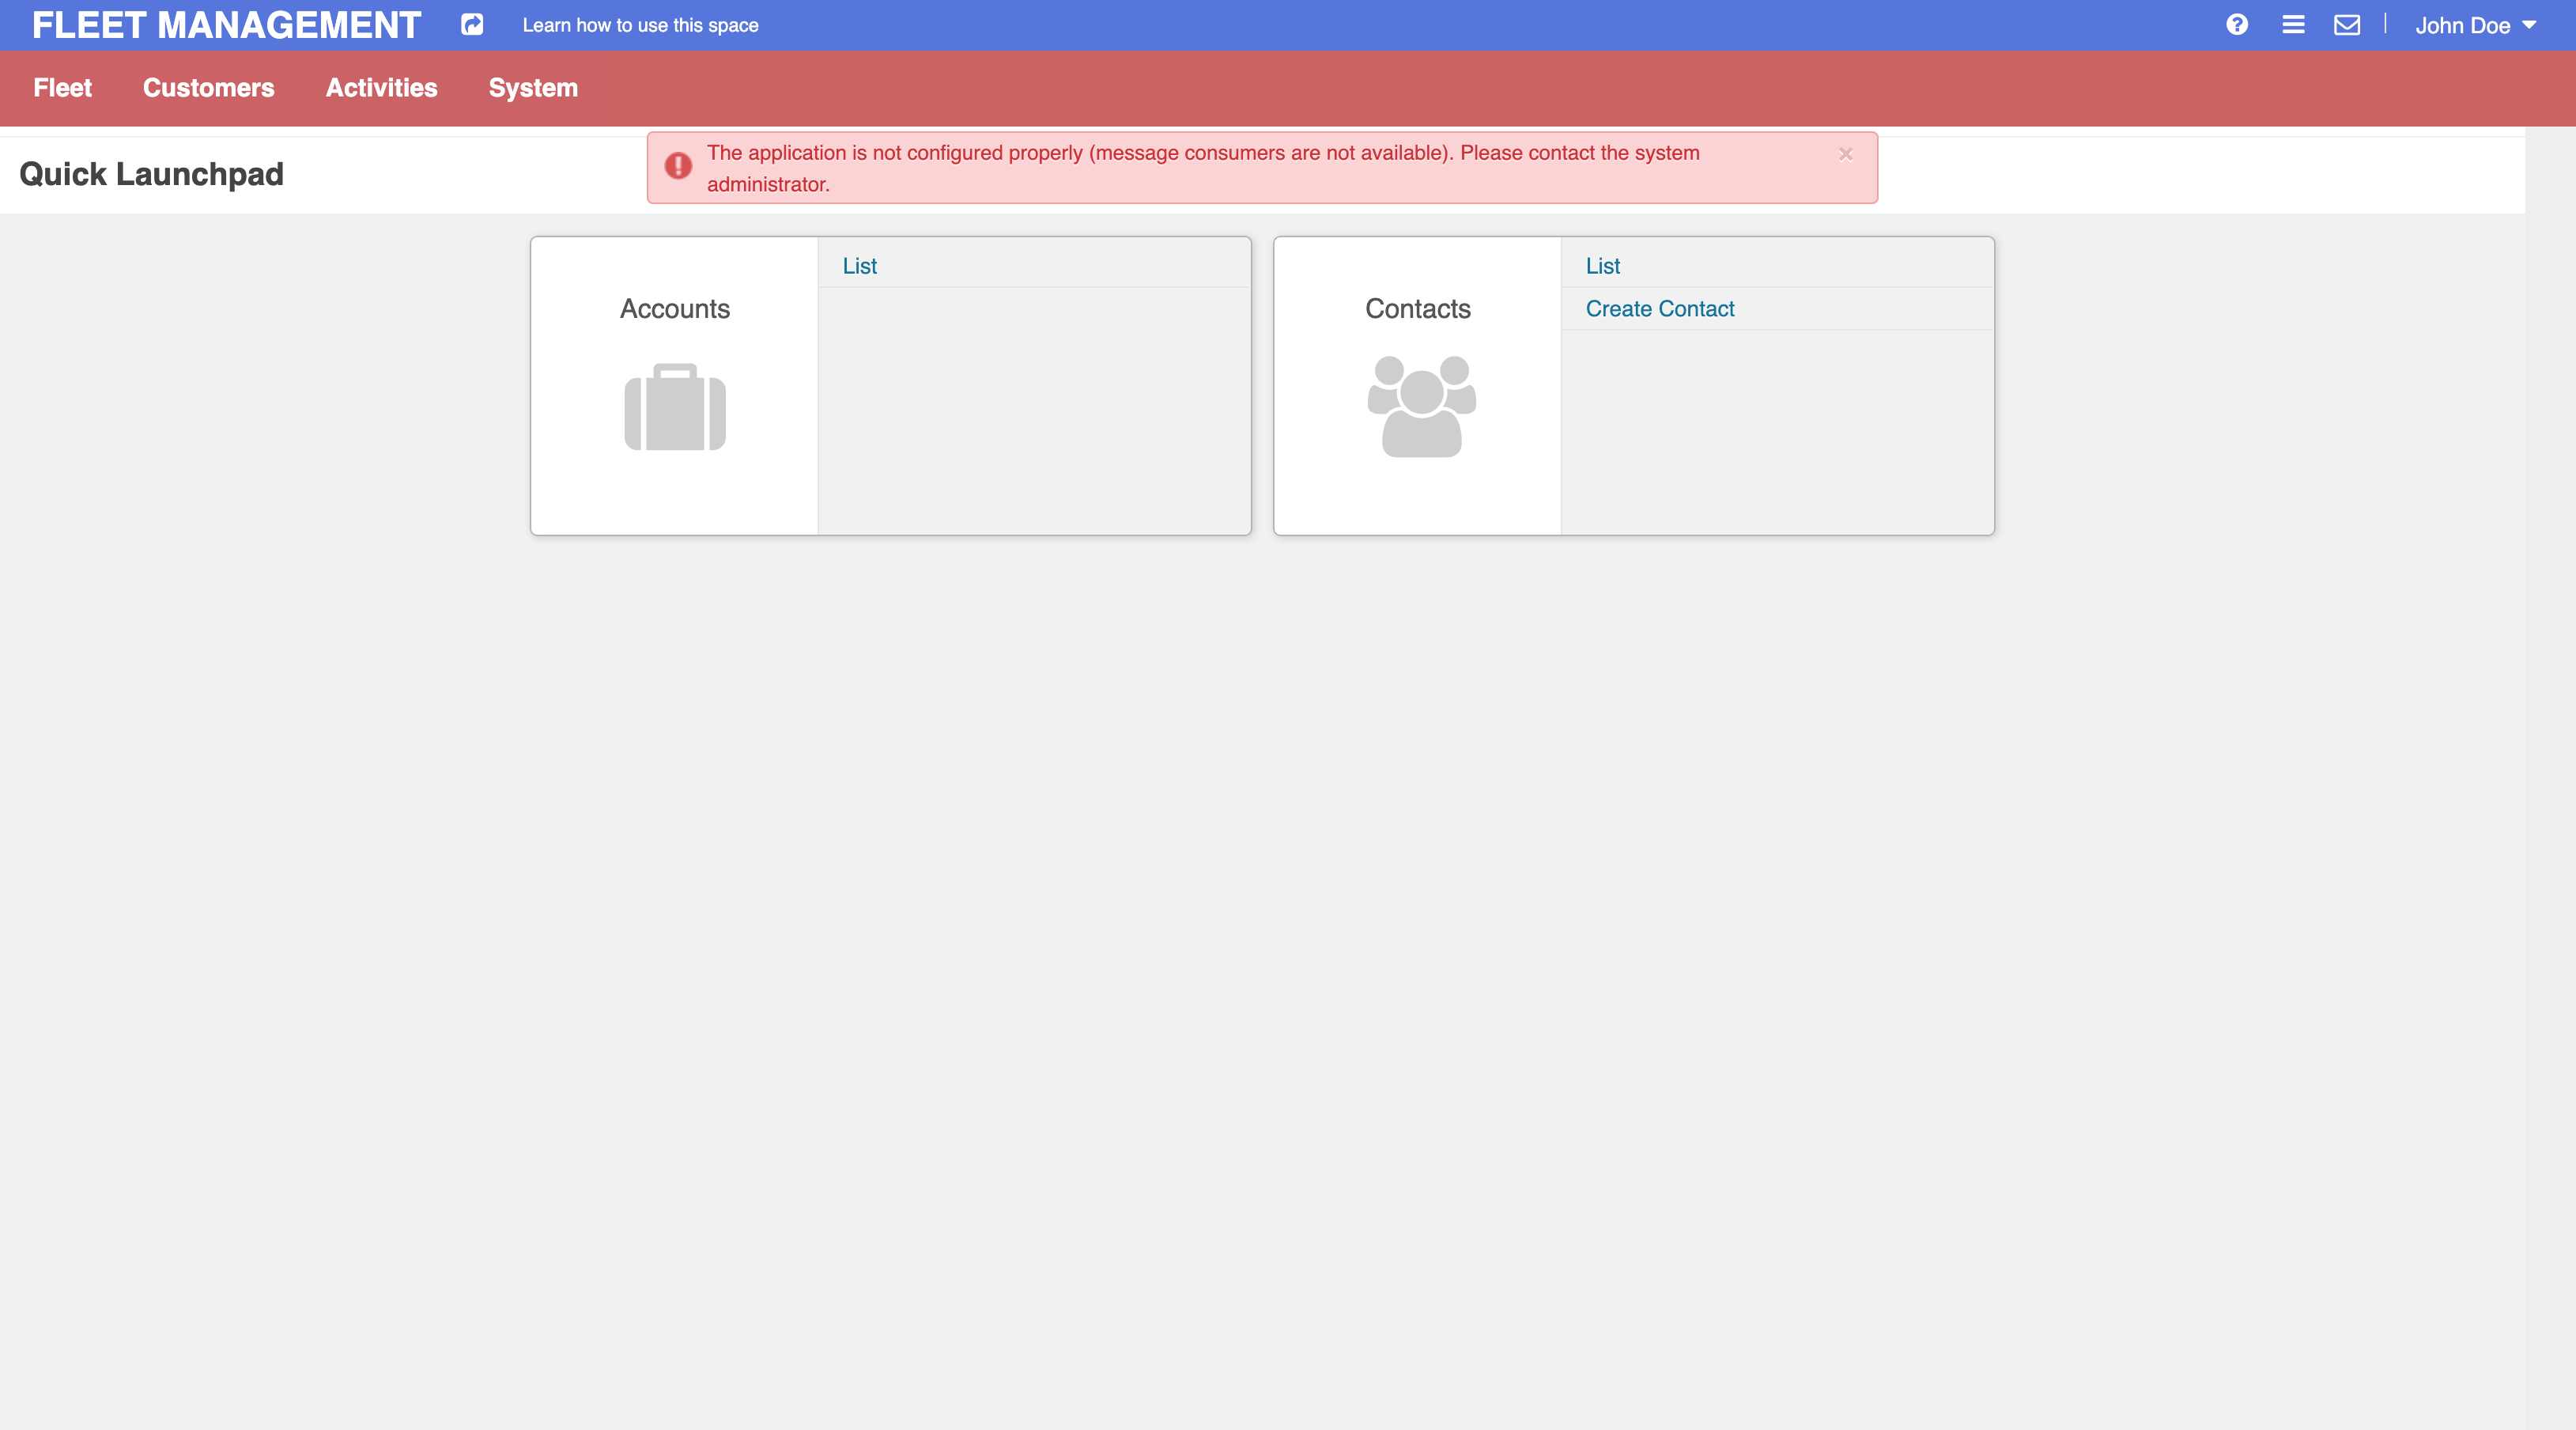 FLEET MANAGEMENT
Learn how to use this space
John Doe
Fleet
Customers
Activities
System
Quick Launchpad
The application is not configured properly (message consumers are not available). Please contact the system
administrator.
Accounts
List
Contacts
List
Create Contact